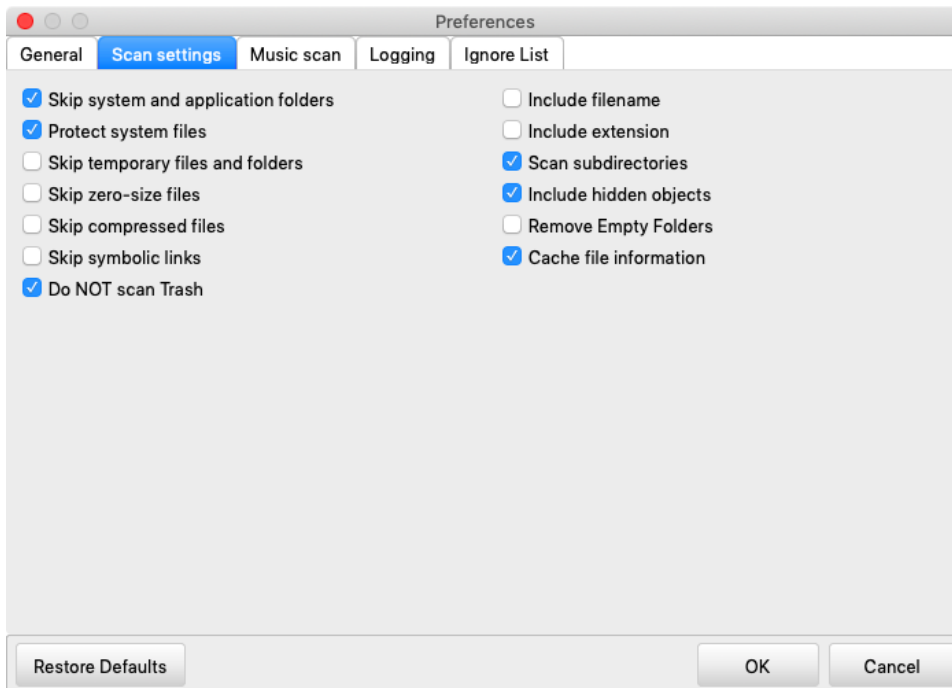 Preferences
General Scan settings Music scan Logging Ignore List
Skip system and application folders
Protect system files
Skip temporary files and folders
Skip zero-size files
Skip compressed files
Skip symbolic links
Do NOT scan Trash
Include filename
Include extension
Scan subdirectories
Include hidden objects
Remove Empty Folders
Cache file information
Restore Defaults OK Cancel